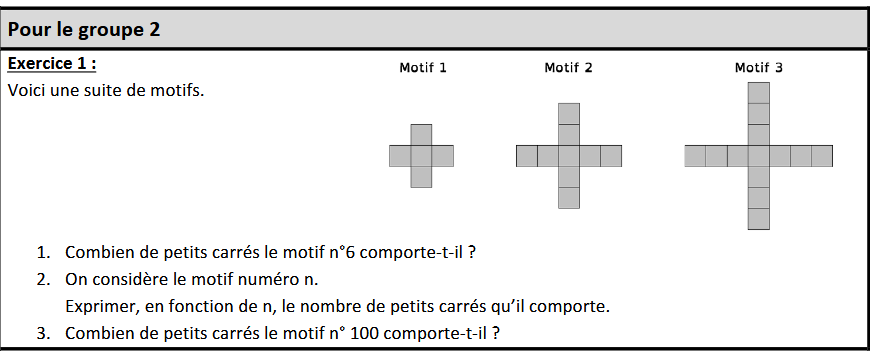 Pour le groupe 2
Exercice 1 :
Voici une suite de motifs.
Motif 1
Motif 2
Motif 3
1. Combien de petits carrés le motif n°6 comporte-t-il ?
2. On considère le motif numéro n.
Exprimer, en fonction de n, le nombre de petits carrés qu’il comporte.
3. Combien de petits carrés le motif n° 100 comporte-t-il ?